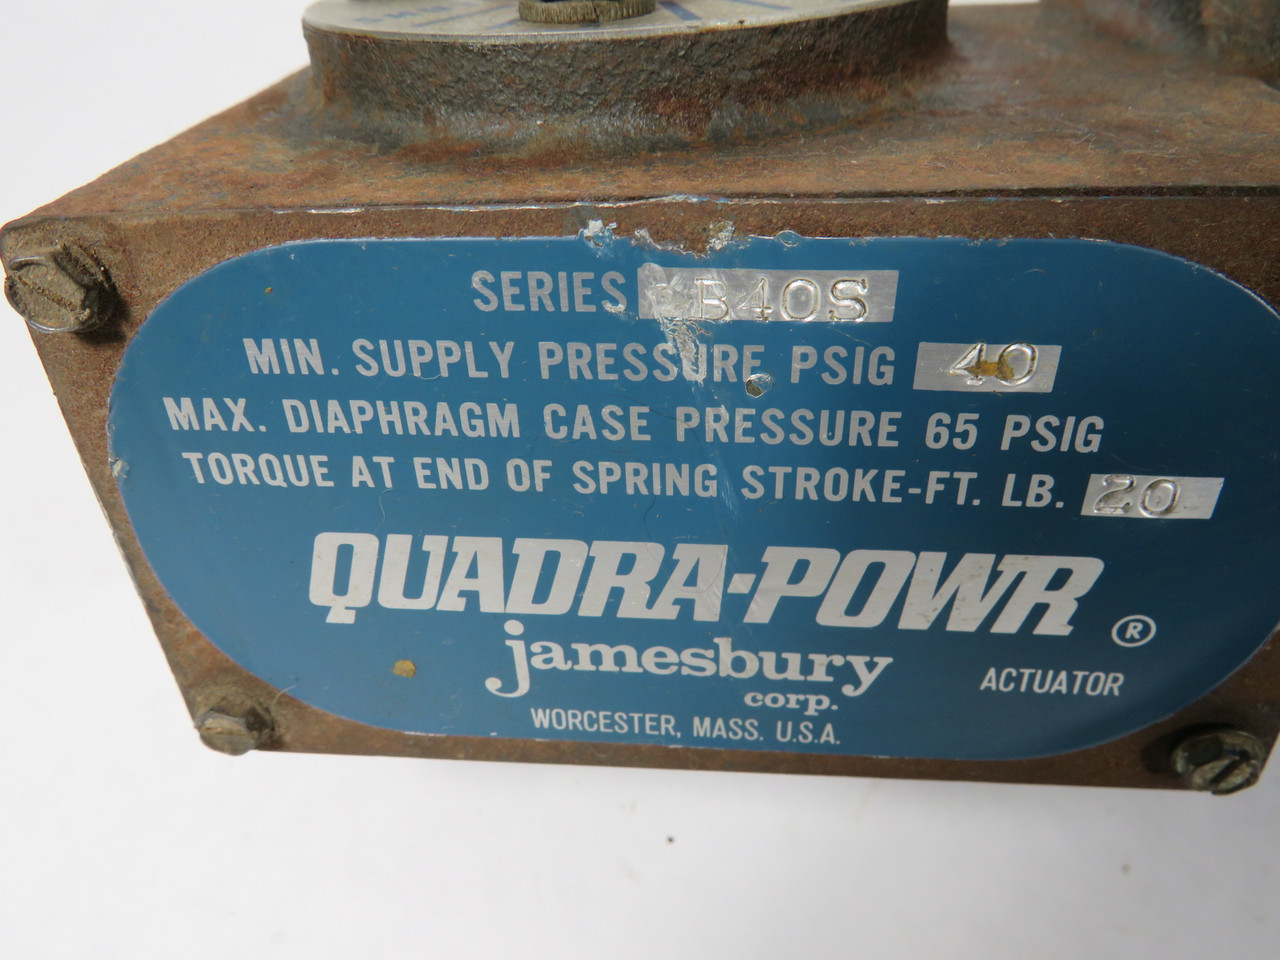 SERIES B40S
MIN. SUPPLY PRESSURE PSIG 40
MAX. DIAPHRAGM CASE PRESSURE 65 PSIG
TORQUE AT END OF SPRING STROKE-FT. LB. 20
QUADRA-POWR ®
jamesbury
corp.
ACTUATOR
WORCESTER, MASS. U.S.A.